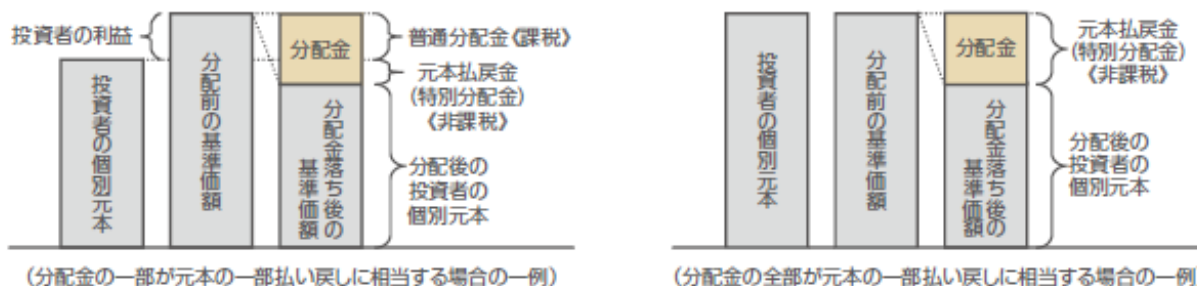 投資者の利益
投資者の個別元本
分配前の基準価額
分配金
分配金落ち後の
基準価額
普通分配金《課税》
元本払戻金
(特別分配金)
《非課税》
分配後の
投資者の
個別元本
(分配金の一部が元本の一部払い戻しに相当する場合の一例)
投資者の個別元本
分配前の基準価額
分配金
分配金落ち後の
基準価額
元本払戻金
(特別分配金)
《非課税》
分配後の
投資者の
個別元本
(分配金の全部が元本の一部払い戻しに相当する場合の一例